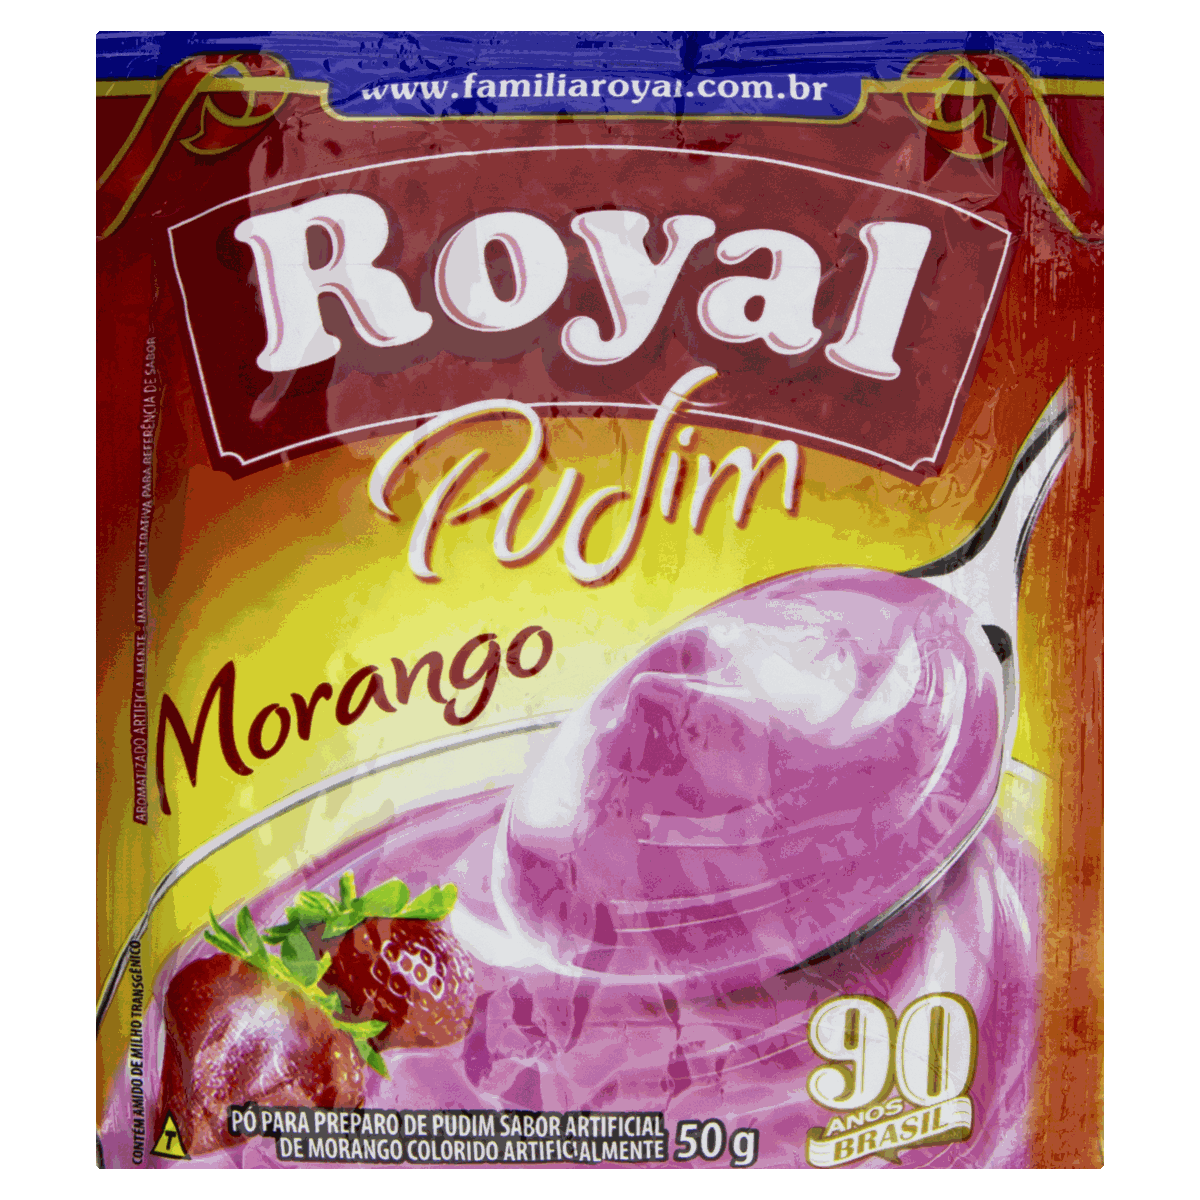 www.familiaroyal.com.br
Royal
Pudim
Morango
AROMATIZADO ARTIFICIALMENTE - IMAGEM ILUSTRATIVA PARA REFERÊNCIA DE SABOR
CONTÉM AMIDO DE MILHO TRANSGÊNICO
T
PÓ PARA PREPARO DE PUDIM SABOR ARTIFICIAL
DE MORANGO COLORIDO ARTIFICIALMENTE
50 g
90
ANOS
BRASIL